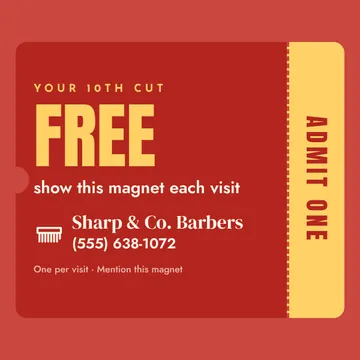 YOUR 10TH CUT
FREE
show this magnet each visit
Sharp & Co. Barbers
(555) 638-1072
One per visit - Mention this magnet
ADMIT ONE